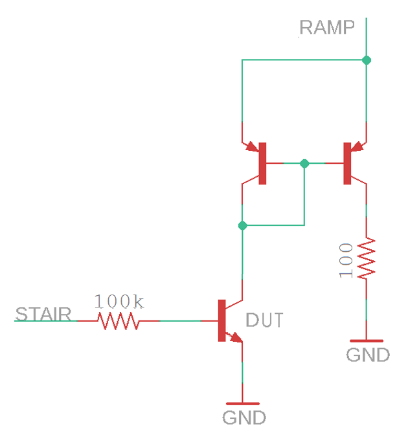 RAMP
100
STAIR
100k
DUT
GND
GND